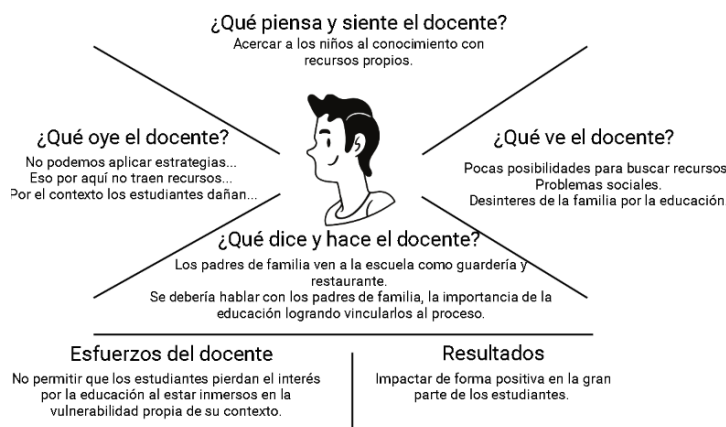 ¿Qué piensa y siente el docente?
Acercar a los niños al conocimiento con
recursos propios.
¿Qué oye el docente?
No podemos aplicar estrategias...
Eso por aquí no traen recursos...
Por el contexto los estudiantes dañan...
¿Qué ve el docente?
Pocas posibilidades para buscar recursos
Problemas sociales.
Desinteres de la familia por la educación
¿Qué dice y hace el docente?
Los padres de familia ven a la escuela como guardería y
restaurante.
Se debería hablar con los padres de familia, la importancia de la
educación logrando vincularlos al proceso.
Esfuerzos del docente
No permitir que los estudiantes pierdan el interés
por la educación al estar inmersos en la
vulnerabilidad propia de su contexto.
Resultados
Impactar de forma positiva en la gran
parte de los estudiantes.